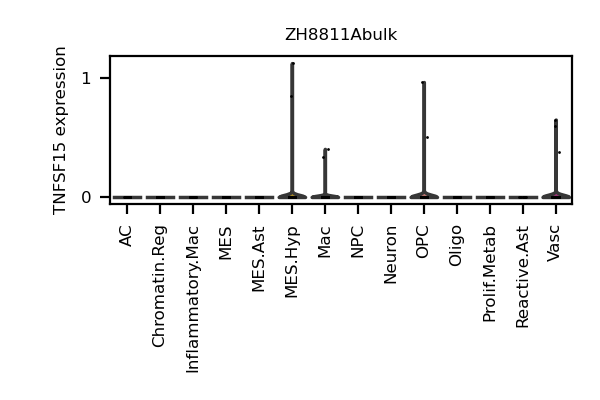 ZH8811Abulk
TNFSF15 expression
1
0
AC
Chromatin.Reg
Inflammatory.Mac
MES
MES.Ast
MES.Hyp
Mac
NPC
Neuron
OPC
Oligo
Prolif.Metab
Reactive.Ast
Vasc